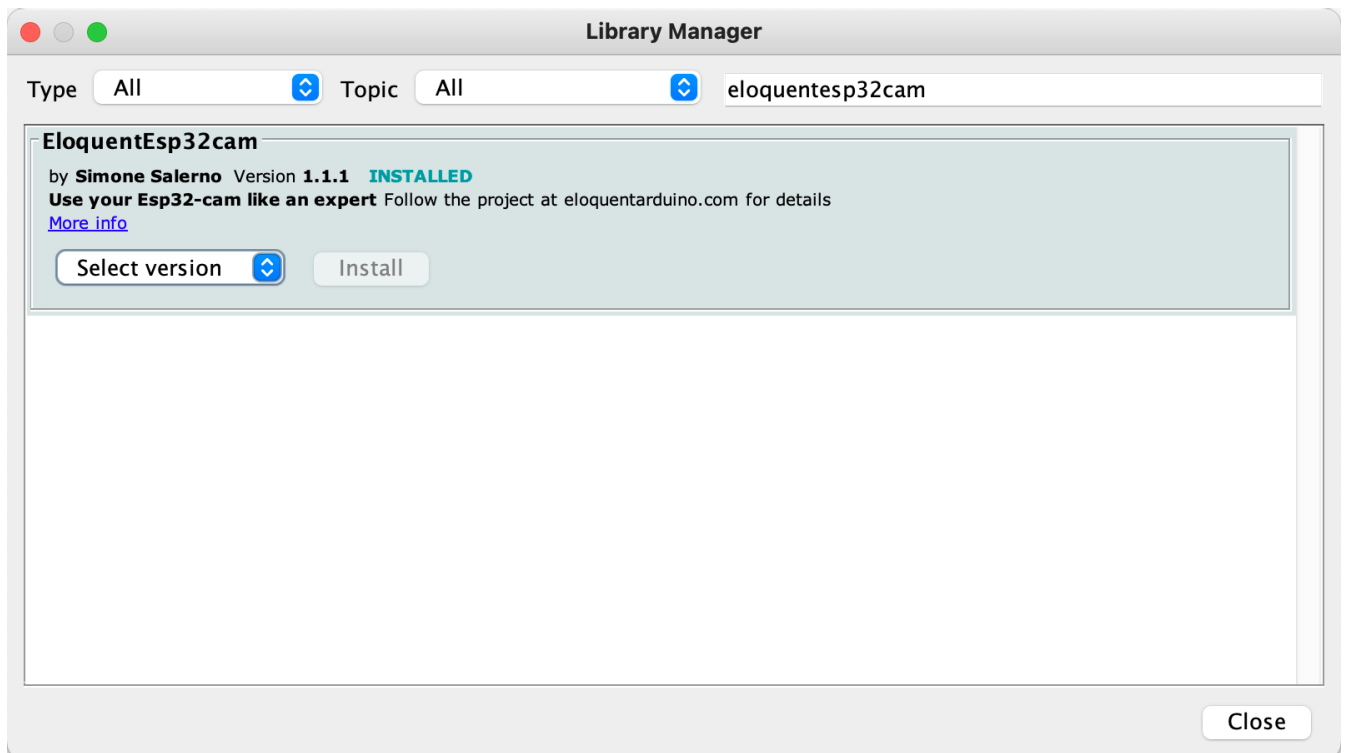 Library Manager
Type All Topic All eloquentesp32cam
EloquentEsp32cam
by Simone Salerno Version 1.1.1 INSTALLED
Use your Esp32-cam like an expert Follow the project at eloquentarduino.com for details
More info
Select version Install
Close